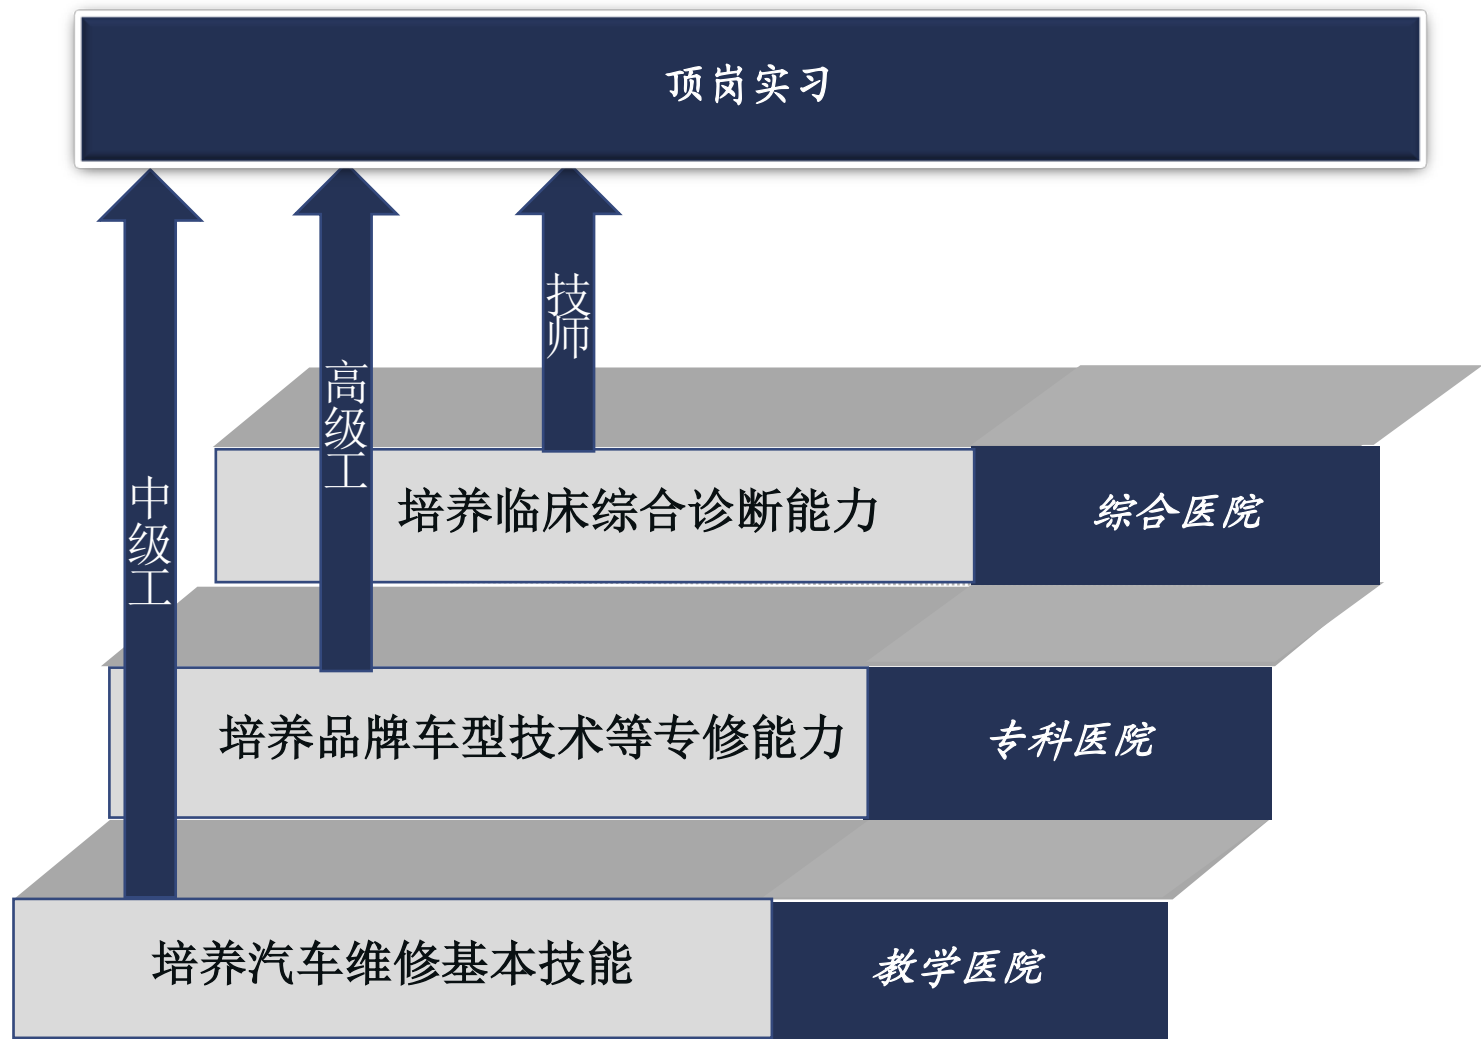 顶岗实习
技师
高级工
中级工
培养临床综合诊断能力
综合医院
培养品牌车型技术等专修能力
专科医院
培养汽车维修基本技能
教学医院